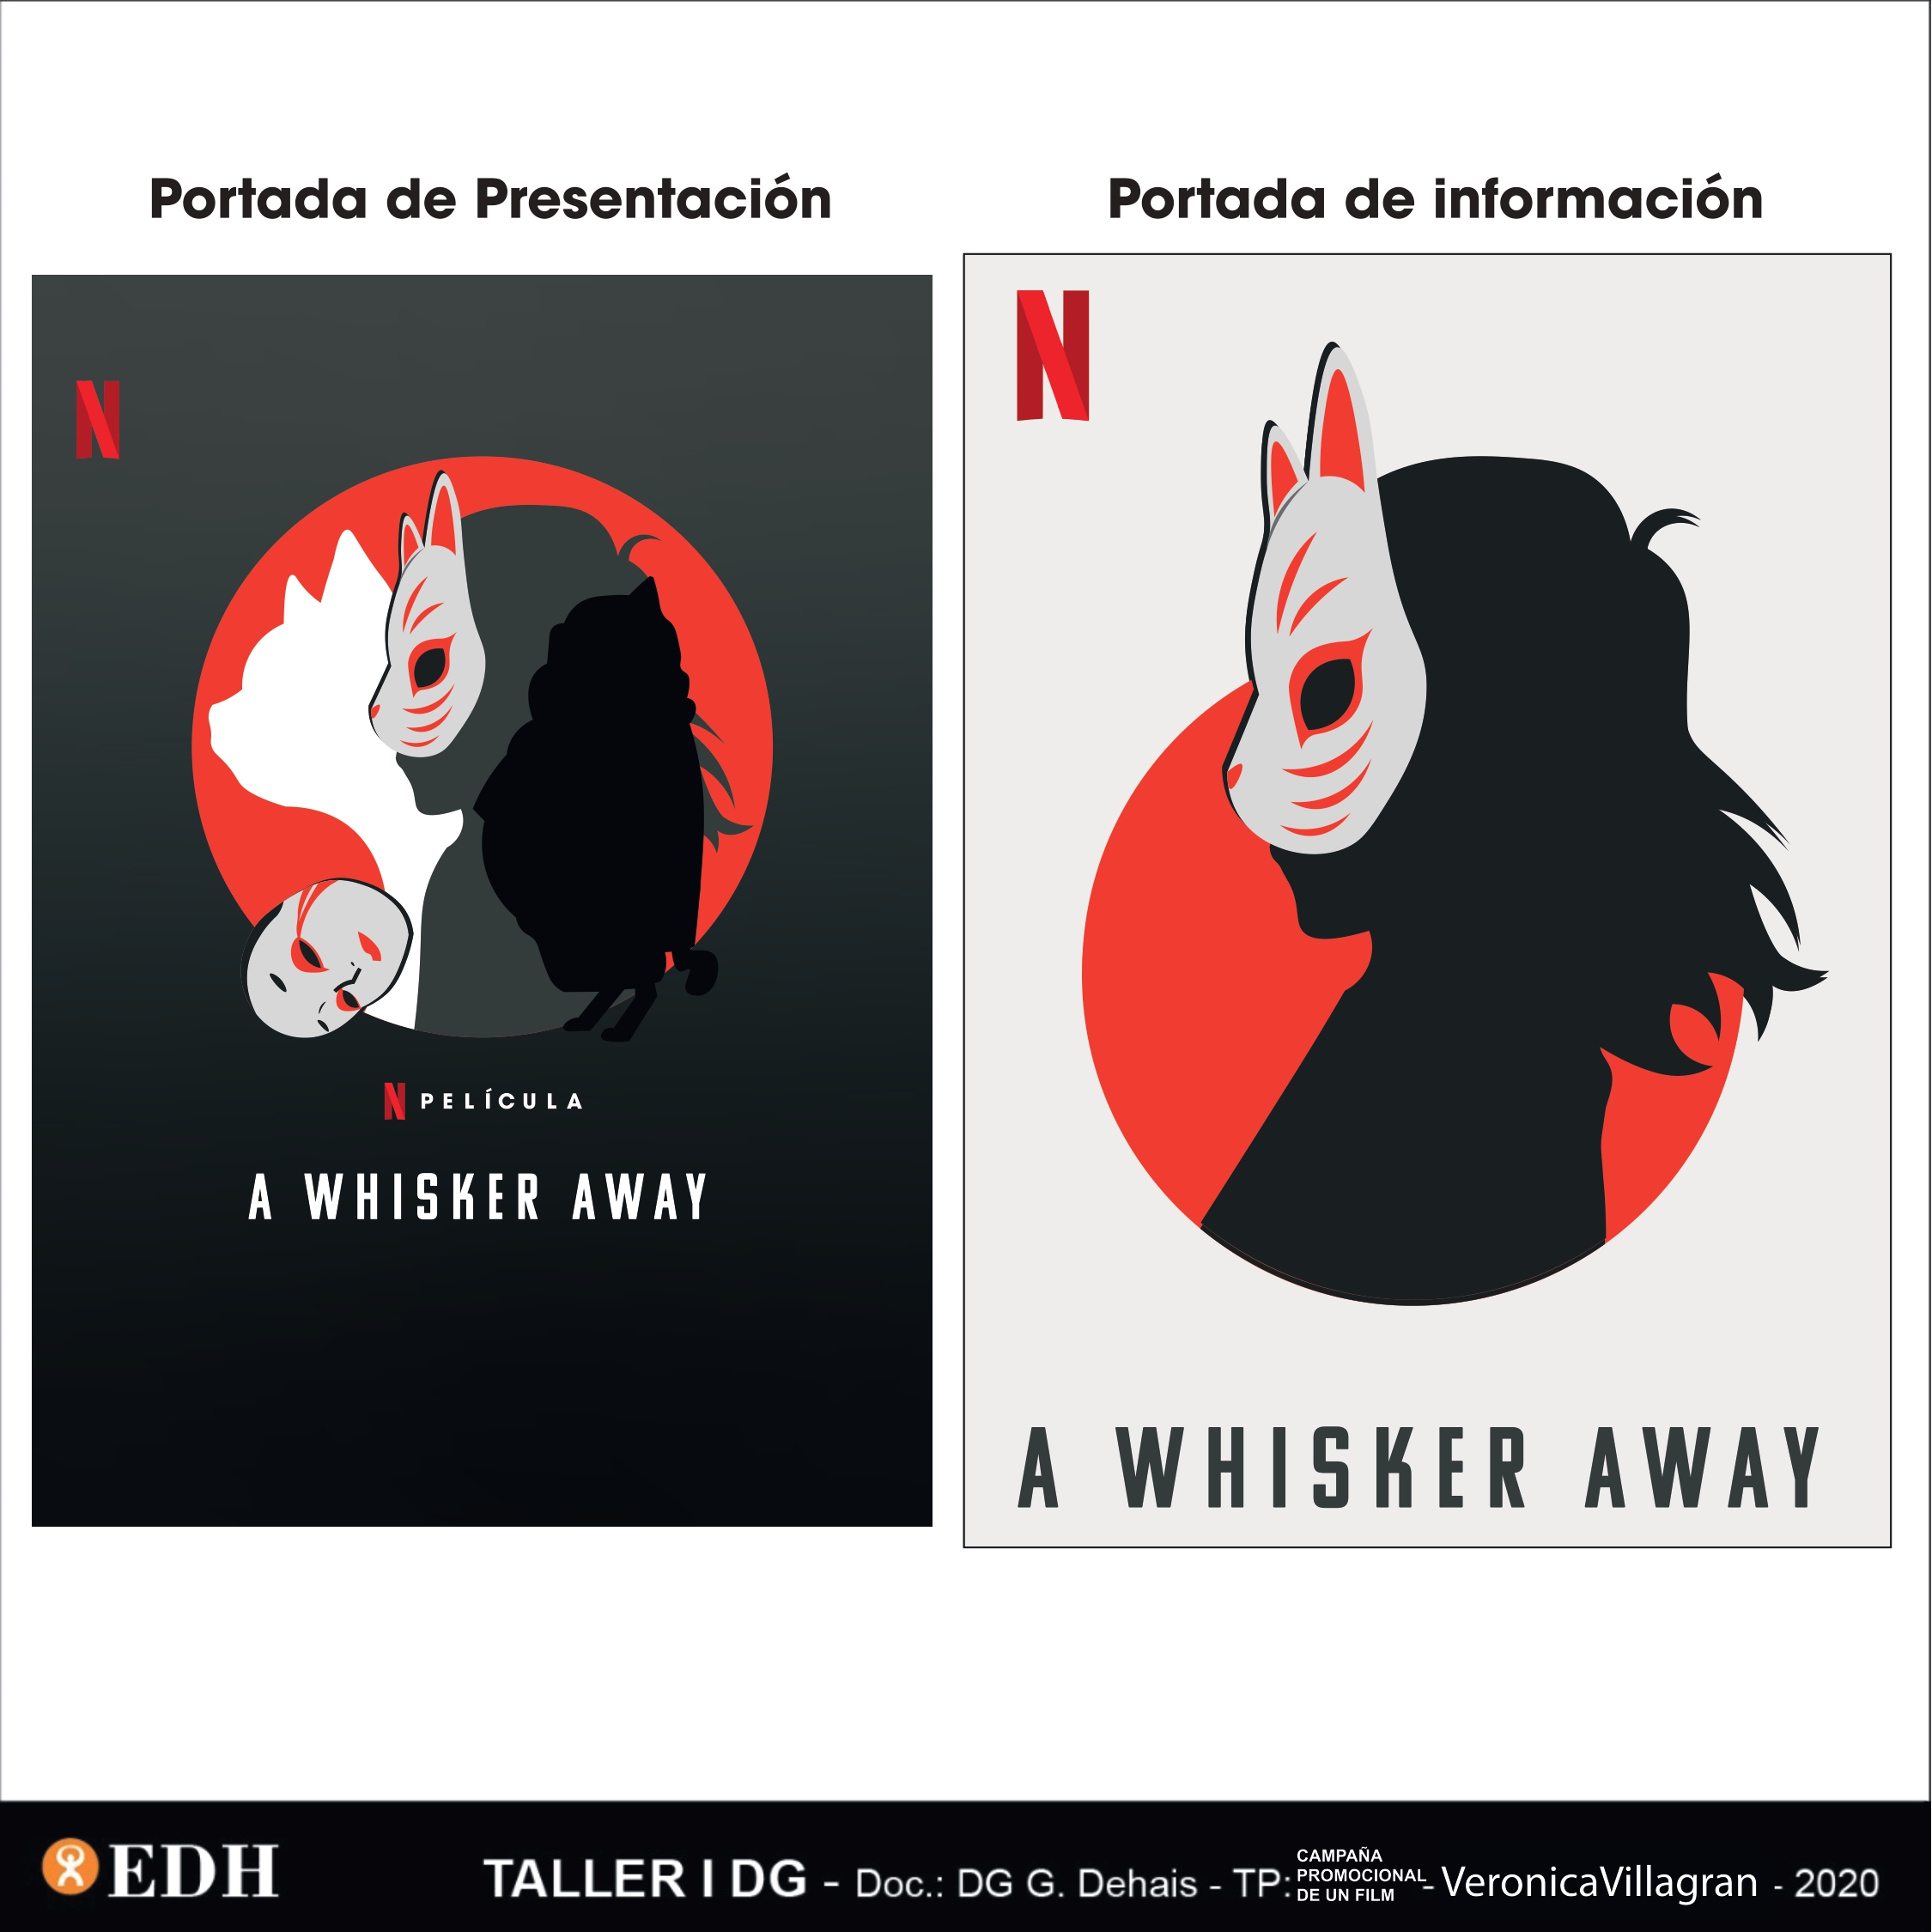 Portada de Presentación
Portada de información
N
N
N PELÍCULA
A WHISKER AWAY
A WHISKER AWAY
EDH TALLER I DG - Doc.: DG G. Dehais - TP: CAMPAÑA PROMOCIONAL DE UN FILM - VeronicaVillagran - 2020